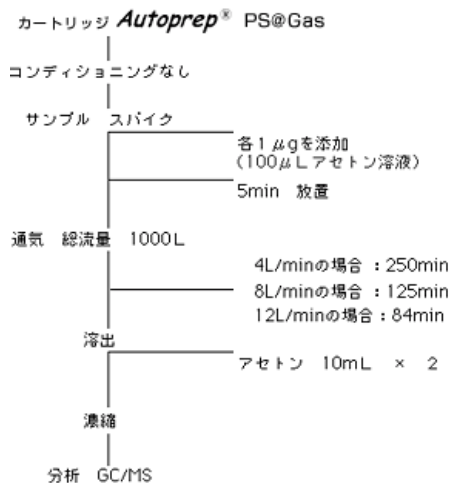 カートリッジ Autoprep® PS@Gas
コンディショニングなし
サンプル スパイク
各1μgを添加
(100μLアセトン溶液)
5min 放置
通気 総流量 1000L
4L/minの場合：250min
8L/minの場合：125min
12L/minの場合：84min
溶出
アセトン 10mL × 2
濃縮
分析 GC/MS